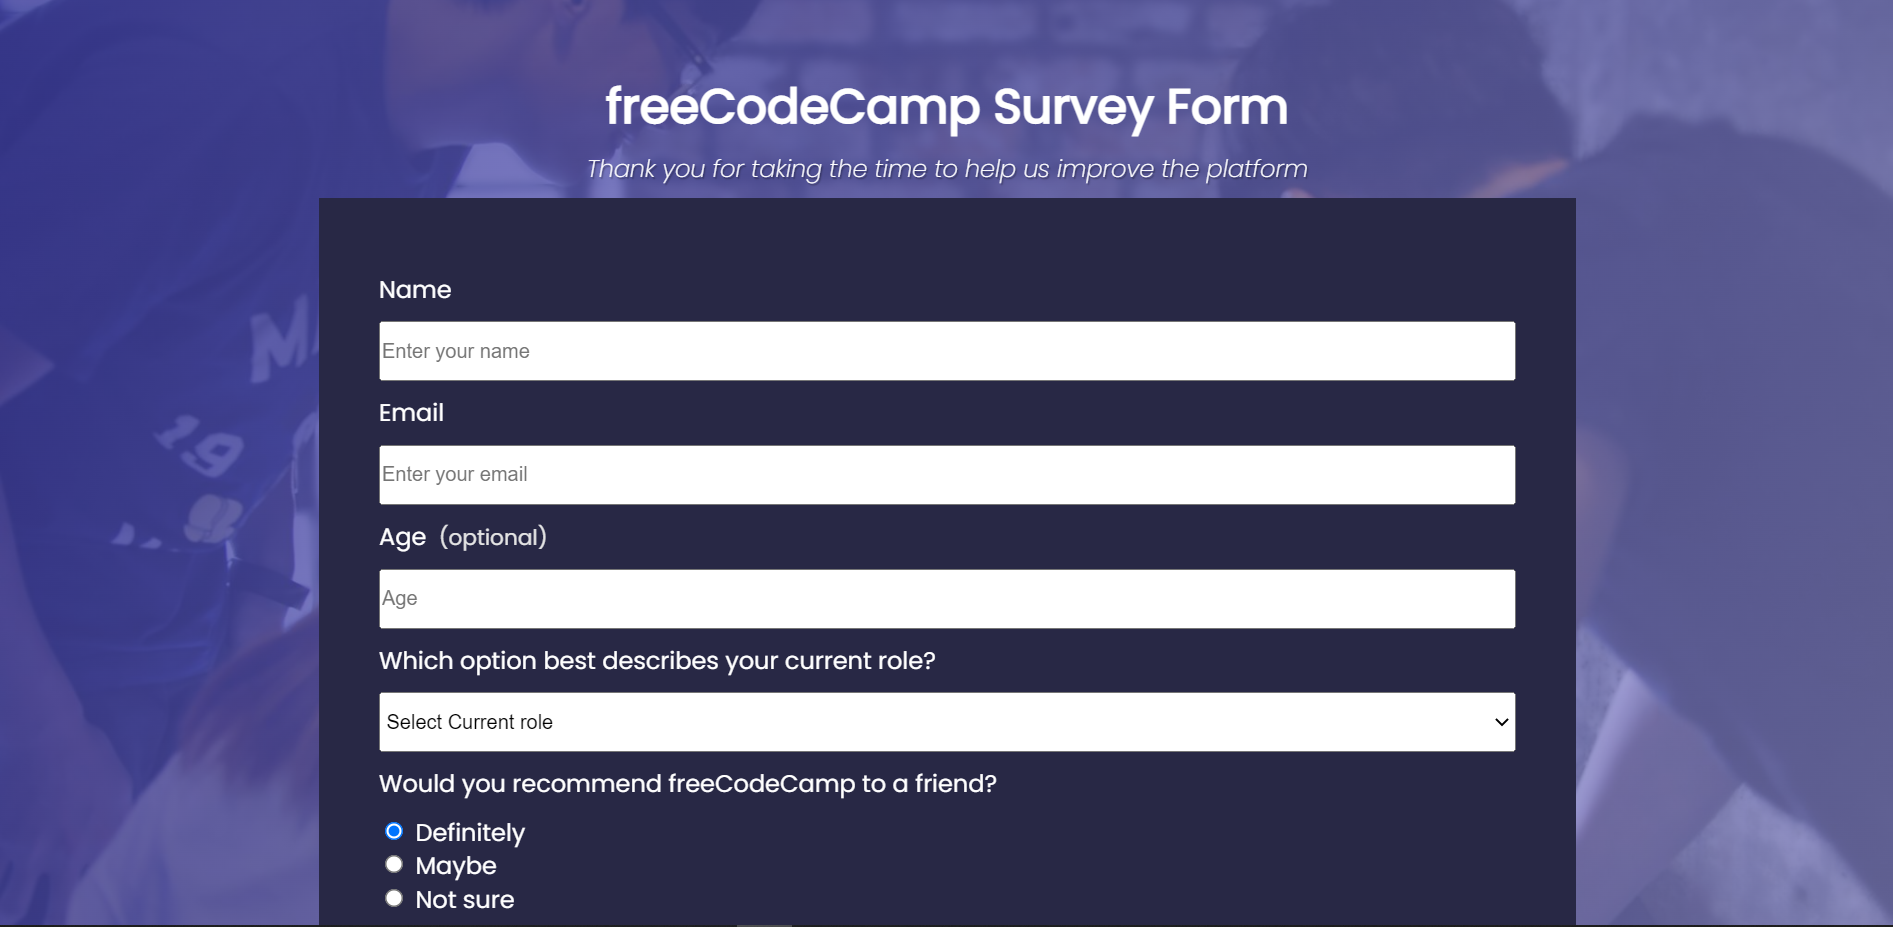 freeCodeCamp Survey Form
Thank you for taking the time to help us improve the platform
Name
Enter your name
Email
Enter your email
Age (optional)
Age
Which option best describes your current role?
Select Current role
Would you recommend freeCodeCamp to a friend?
Definitely
Maybe
Not sure
19